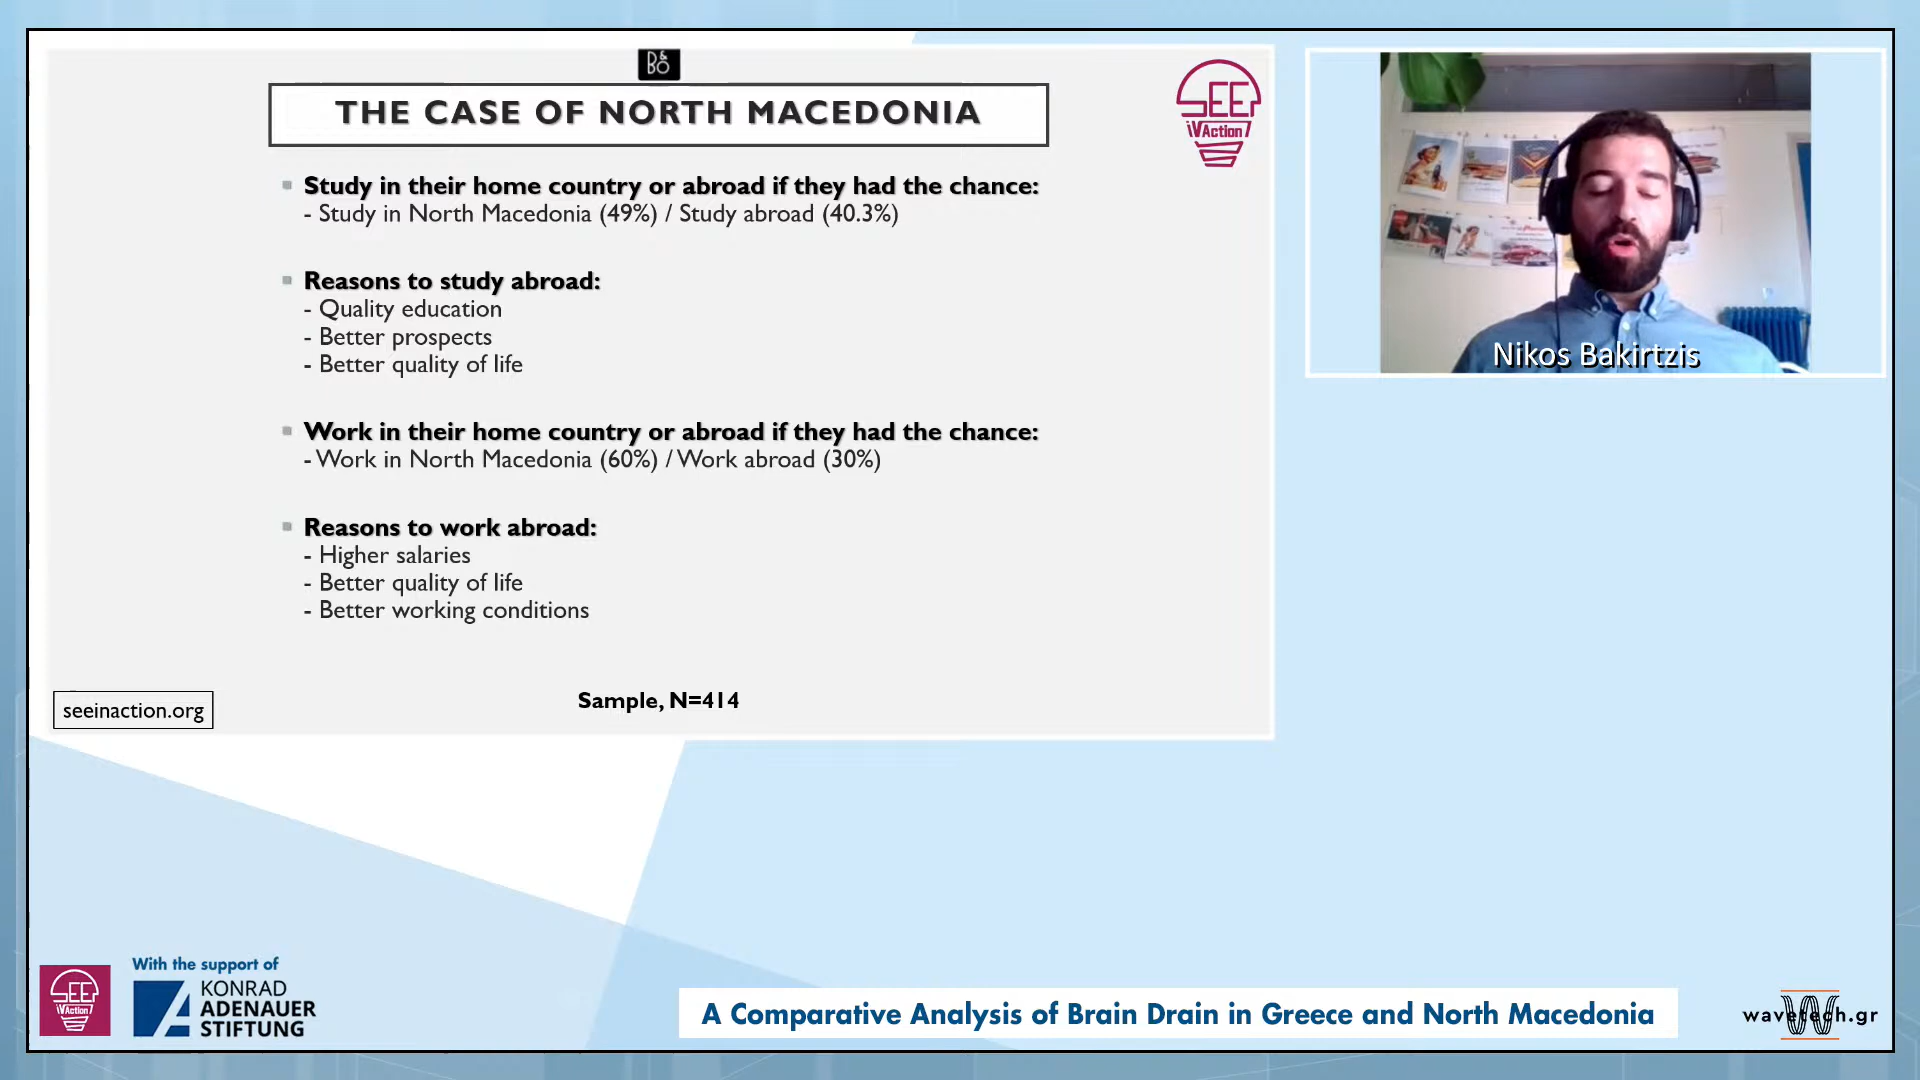 B&O
THE CASE OF NORTH MACEDONIA
SEE
iNAction
Study in their home country or abroad if they had the chance:
- Study in North Macedonia (49%) / Study abroad (40.3%)
Reasons to study abroad:
- Quality education
- Better prospects
- Better quality of life
Work in their home country or abroad if they had the chance:
- Work in North Macedonia (60%) / Work abroad (30%)
Reasons to work abroad:
- Higher salaries
- Better quality of life
- Better working conditions
Sample, N=414
seeinaction.org
Nikos Bakirtzis
SEE
iNAction
With the support of
KONRAD
ADENAUER
STIFTUNG
A Comparative Analysis of Brain Drain in Greece and North Macedonia
wavetech.gr